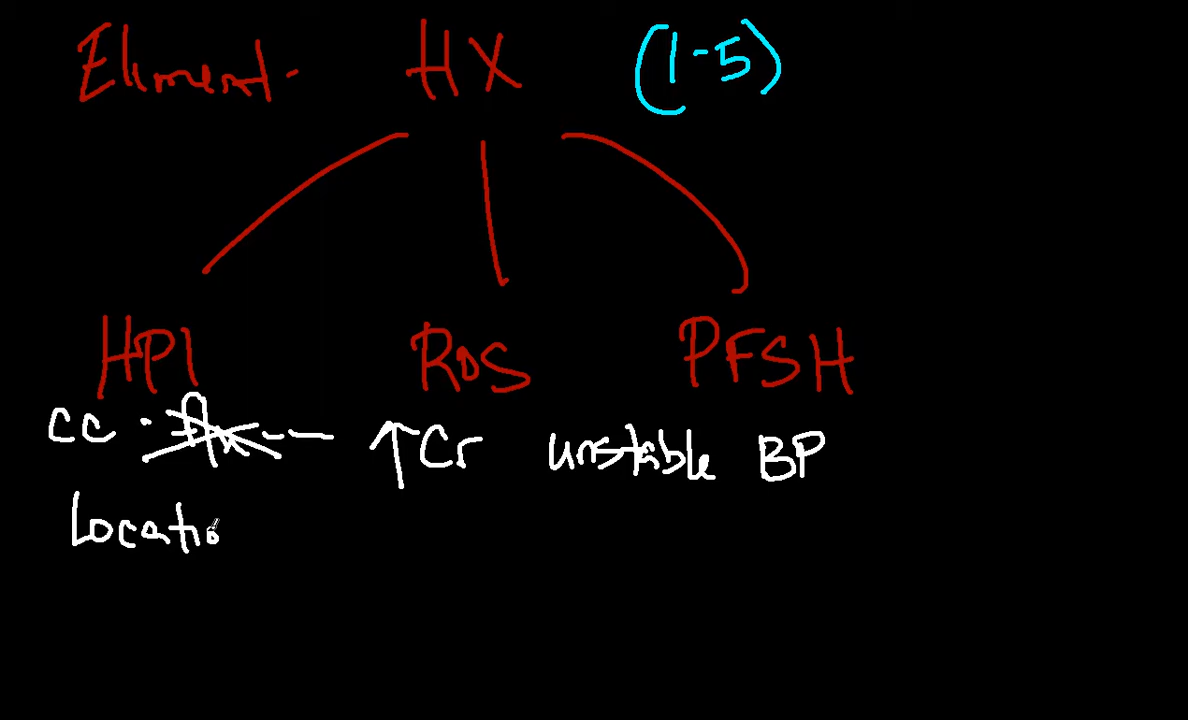 Element. HX (1-5)
HPI ROS PFSH
CC. -- ↑Cr unstable BP
Locatio